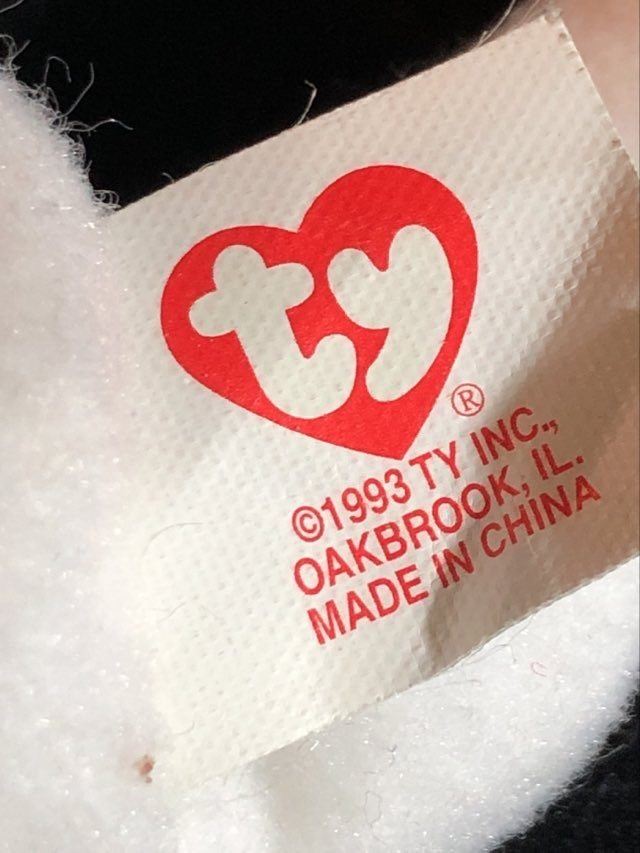 ty
®
©1993 TY INC.,
OAKBROOK, IL.
MADE IN CHINA